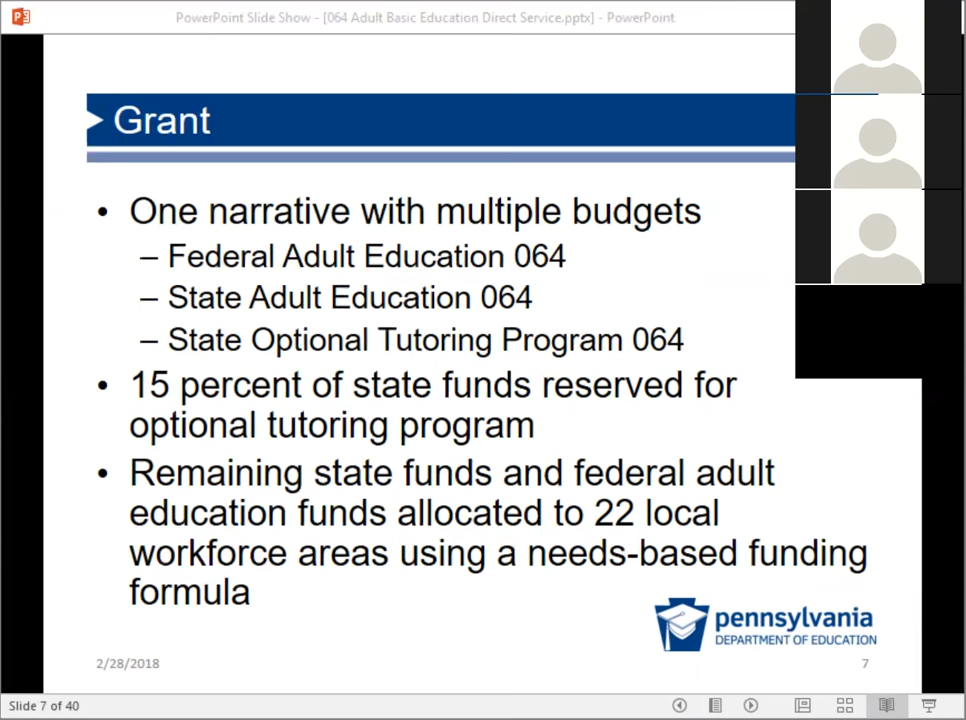 PowerPoint Slide Show - [064 Adult Basic Education Direct Service.pptx] - PowerPoint
Grant
• One narrative with multiple budgets
– Federal Adult Education 064
– State Adult Education 064
– State Optional Tutoring Program 064
• 15 percent of state funds reserved for
optional tutoring program
• Remaining state funds and federal adult
education funds allocated to 22 local
workforce areas using a needs-based funding
formula
pennsylvania
DEPARTMENT OF EDUCATION
2/28/2018
7
Slide 7 of 40